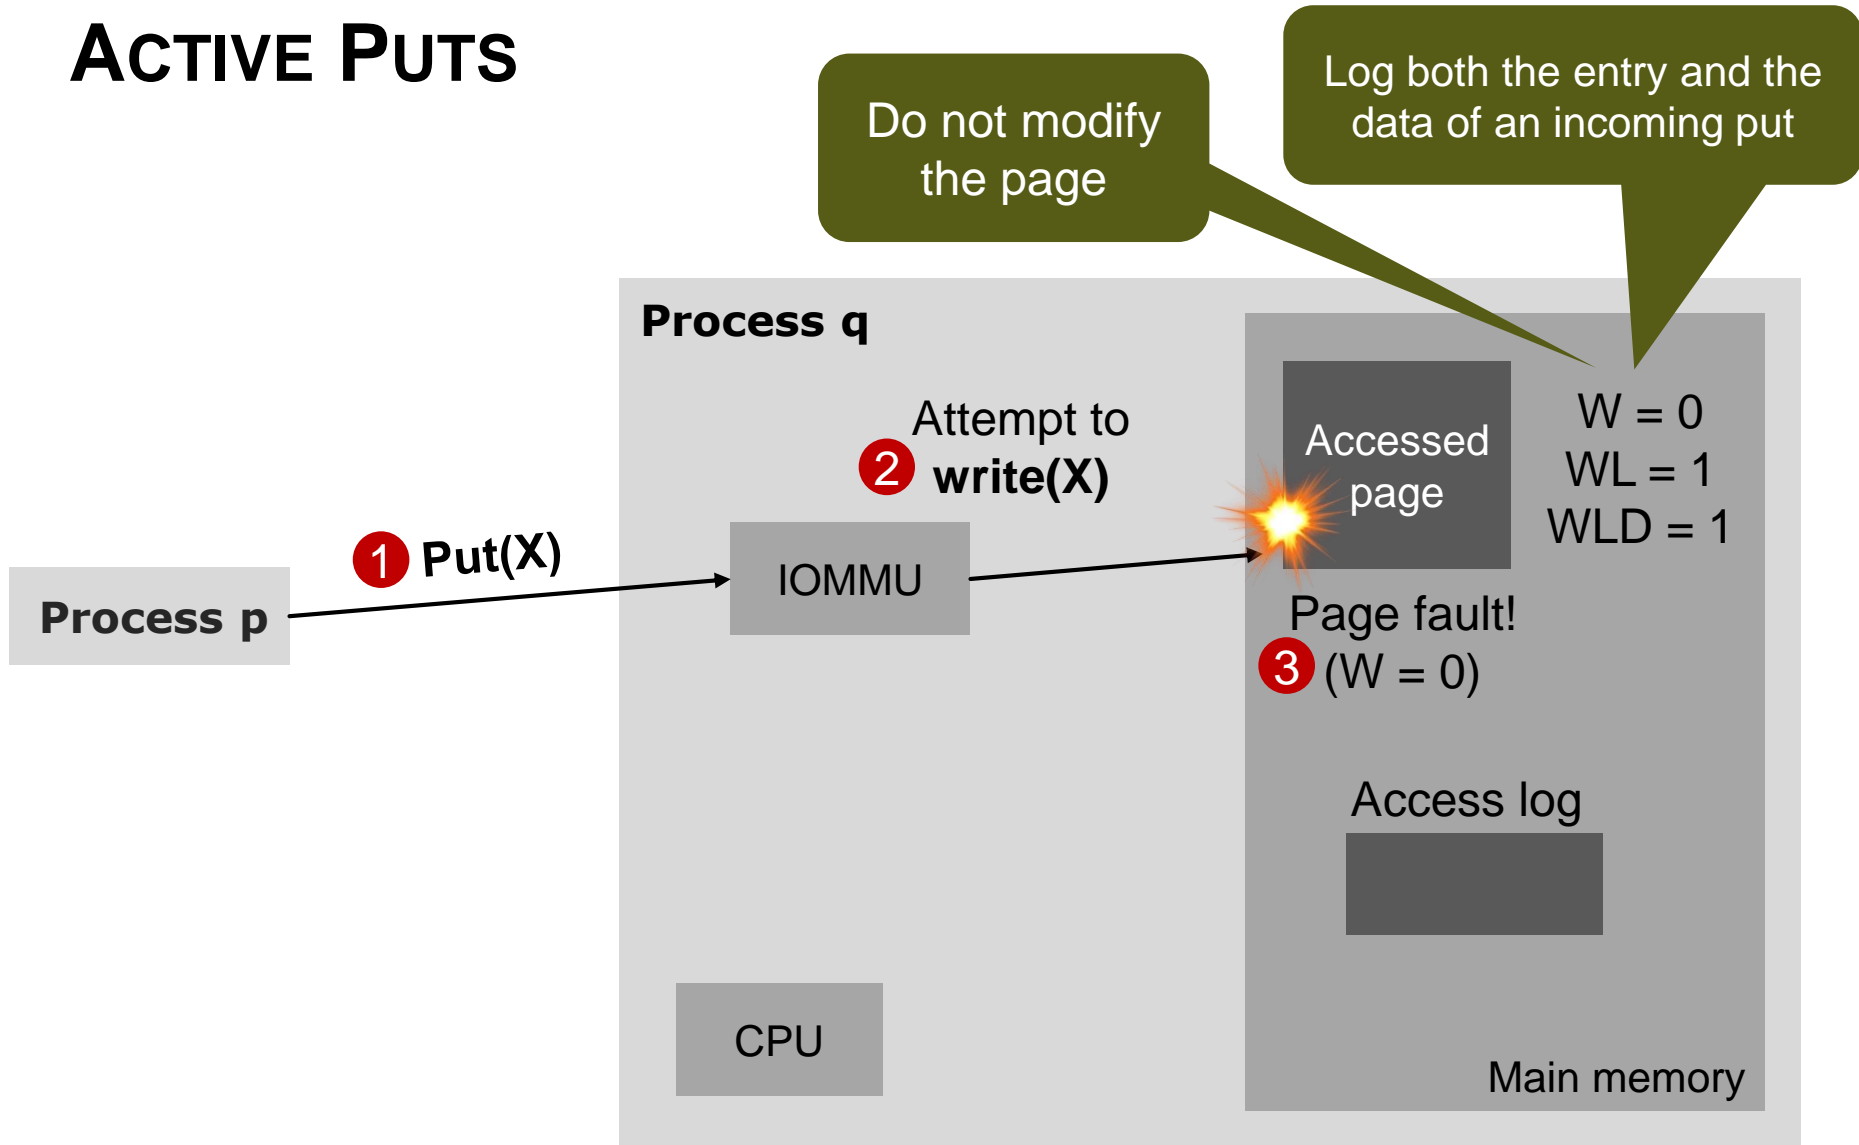 ACTIVE PUTS
Do not modify
the page
Log both the entry and the
data of an incoming put
Process q
Attempt to
2 write(X)
Accessed
page
W = 0
WL = 1
WLD = 1
1 Put(X)
IOMMU
Process p
Page fault!
3 (W = 0)
Access log
CPU
Main memory